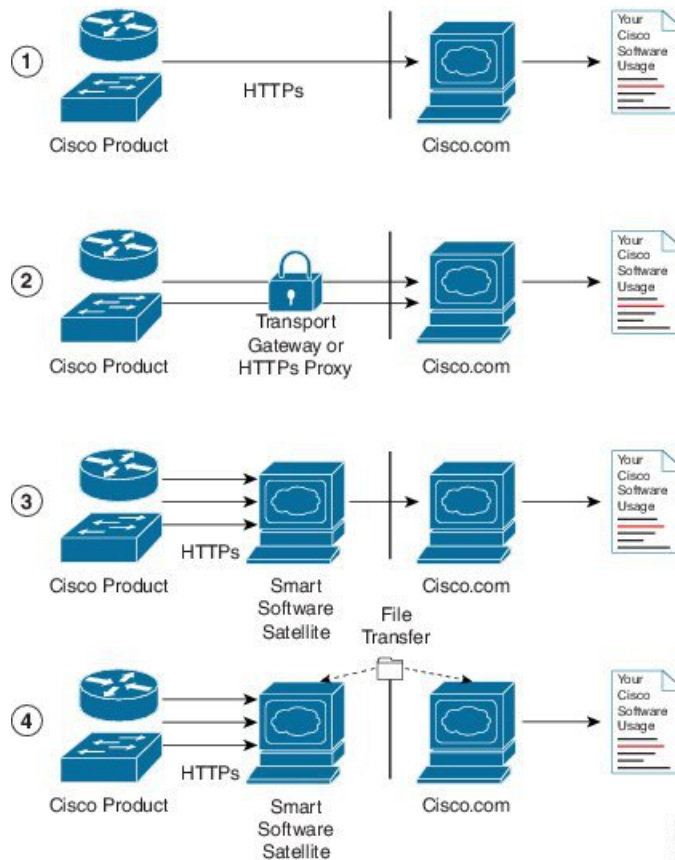 Your
Cisco
Software
Usage
1
HTTPs
Cisco Product
Cisco.com
Your
Cisco
Software
Usage
2
Transport
Gateway or
HTTPs Proxy
Cisco Product
Cisco.com
Your
Cisco
Software
Usage
3
HTTPs
Cisco Product
Smart
Software
Satellite
Cisco.com
File
Transfer
Your
Cisco
Software
Usage
4
HTTPs
Cisco Product
Smart
Software
Satellite
Cisco.com